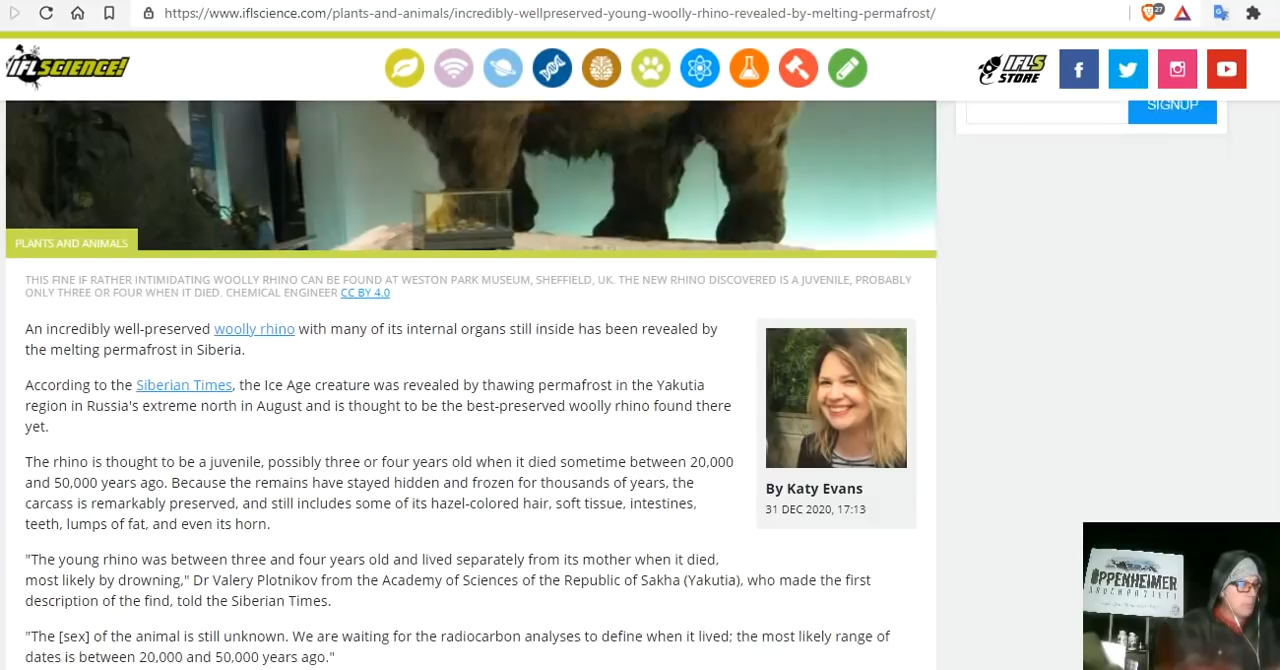 https://www.iflscience.com/plants-and-animals/incredibly-wellpreserved-young-woolly-rhino-revealed-by-melting-permafrost/
27
IFLSCIENCE!
IFLS
STORE
SIGNUP
PLANTS AND ANIMALS
THIS FINE IF RATHER INTIMIDATING WOOLLY RHINO CAN BE FOUND AT WESTON PARK MUSEUM, SHEFFIELD, UK. THE NEW RHINO DISCOVERED IS A JUVENILE, PROBABLY
ONLY THREE OR FOUR WHEN IT DIED. CHEMICAL ENGINEER CC BY 4.0
An incredibly well-preserved woolly rhino with many of its internal organs still inside has been revealed by
the melting permafrost in Siberia.
According to the Siberian Times, the Ice Age creature was revealed by thawing permafrost in the Yakutia
region in Russia's extreme north in August and is thought to be the best-preserved woolly rhino found there
yet.
The rhino is thought to be a juvenile, possibly three or four years old when it died sometime between 20,000
and 50,000 years ago. Because the remains have stayed hidden and frozen for thousands of years, the
carcass is remarkably preserved, and still includes some of its hazel-colored hair, soft tissue, intestines,
teeth, lumps of fat, and even its horn.
By Katy Evans
31 DEC 2020, 17:13
"The young rhino was between three and four years old and lived separately from its mother when it died,
most likely by drowning," Dr Valery Plotnikov from the Academy of Sciences of the Republic of Sakha (Yakutia), who made the first
description of the find, told the Siberian Times.
"The [sex] of the animal is still unknown. We are waiting for the radiocarbon analyses to define when it lived; the most likely range of
dates is between 20,000 and 50,000 years ago."
OPPENHEIMER